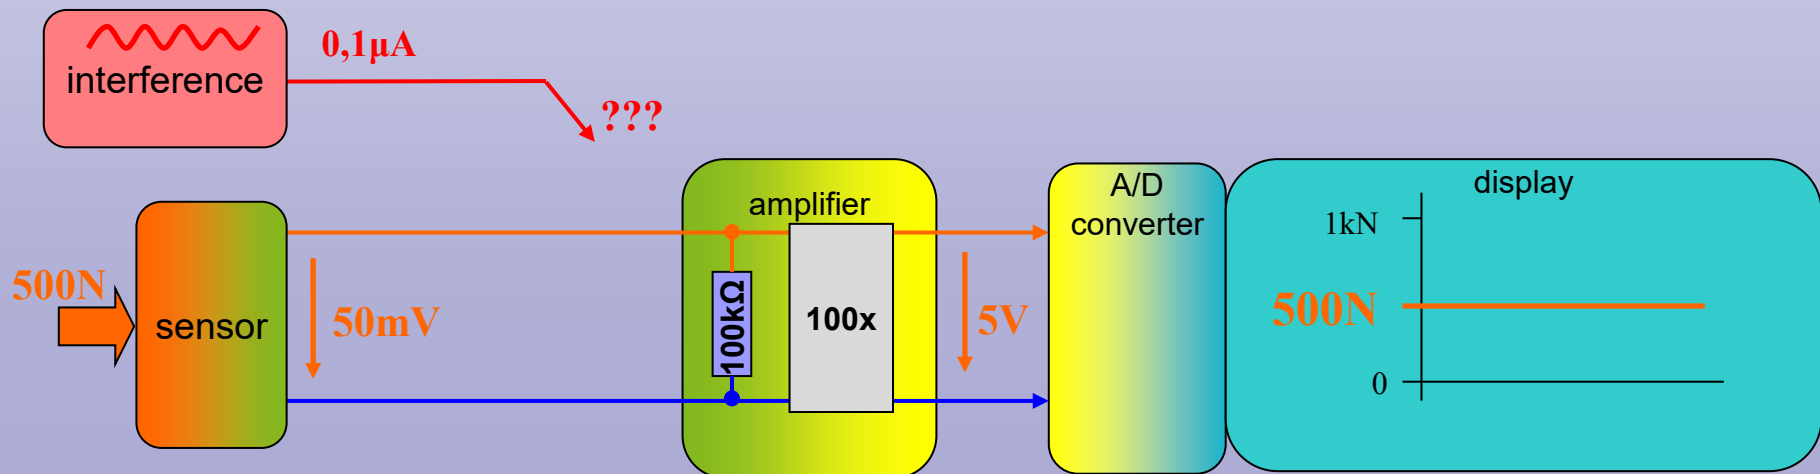 interference
0,1µA
???
500N
sensor
50mV
amplifier
100kΩ
100x
5V
A/D
converter
display
1kN
500N
0